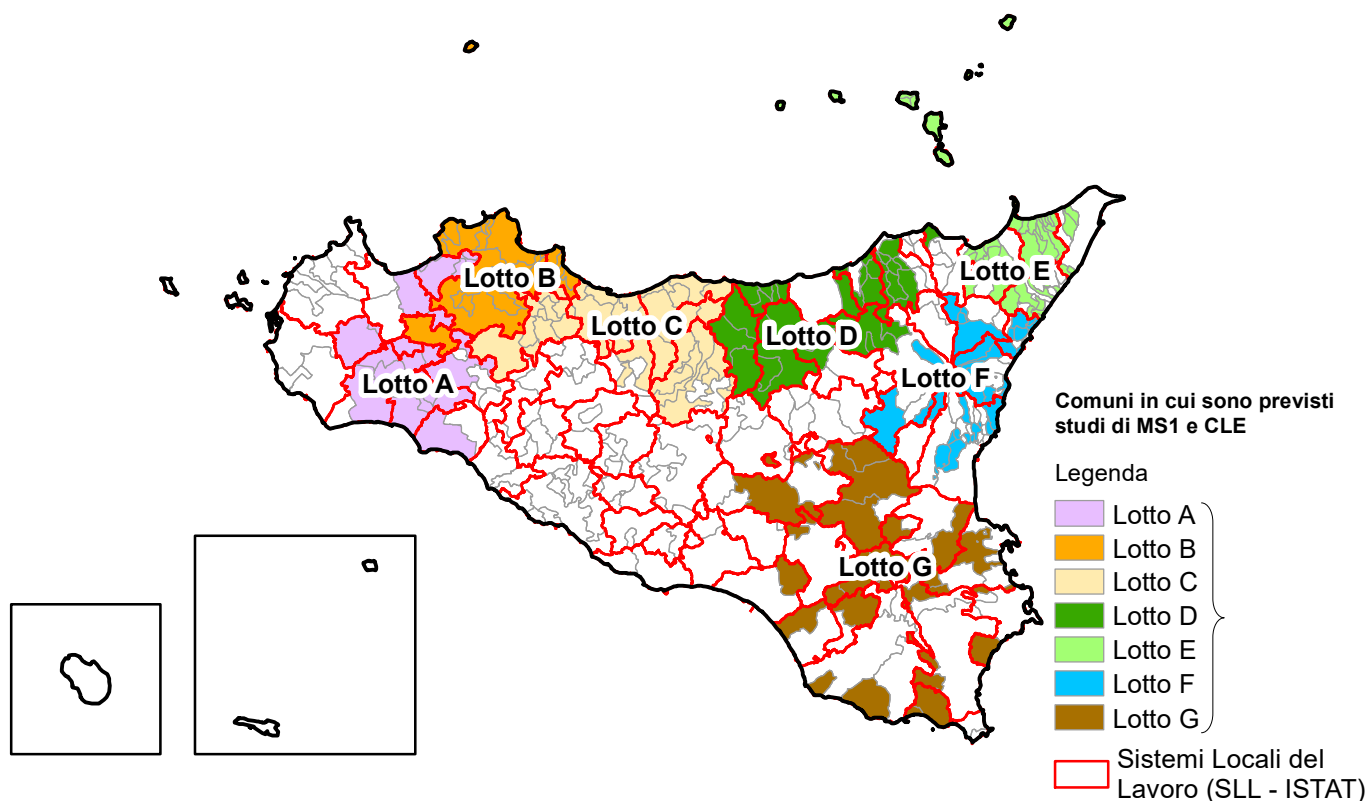 Lotto B
Lotto E
Lotto C
Lotto D
Lotto A
Lotto F
Lotto G
Comuni in cui sono previsti
studi di MS1 e CLE
Legenda
Lotto A
Lotto B
Lotto C
Lotto D
Lotto E
Lotto F
Lotto G
Sistemi Locali del
Lavoro (SLL - ISTAT)